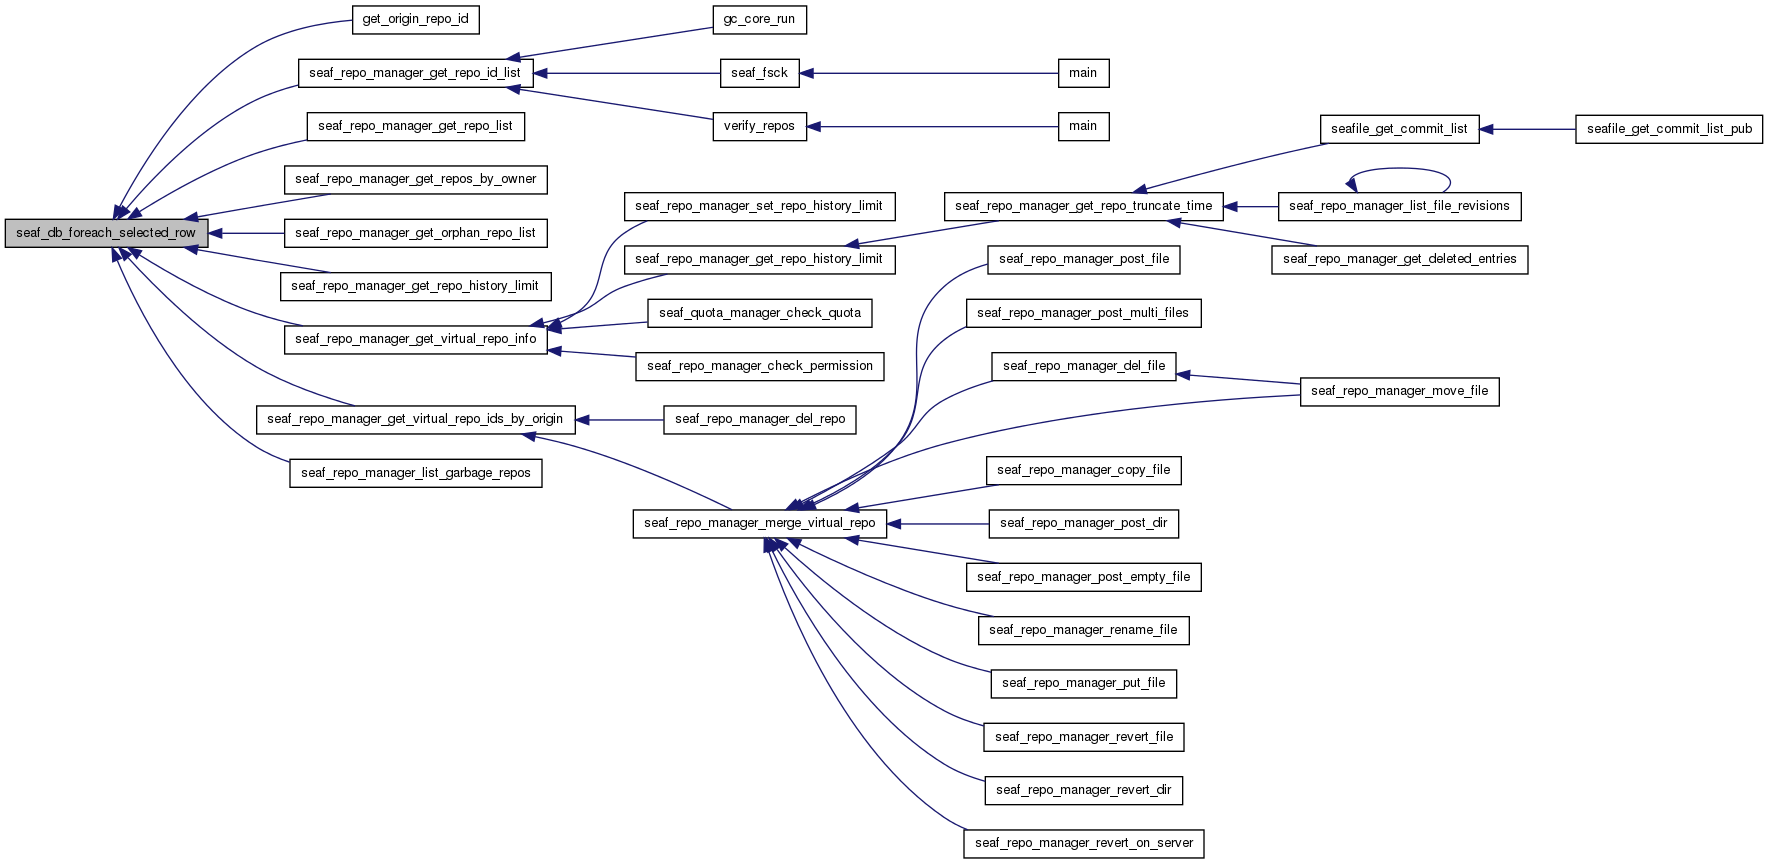 get_origin_repo_id
gc_core_run
seaf_repo_manager_get_repo_id_list
seaf_fsck
main
seaf_repo_manager_get_repo_list
verify_repos
main
seafile_get_commit_list
seafile_get_commit_list_pub
seaf_repo_manager_get_repos_by_owner
seaf_repo_manager_set_repo_history_limit
seaf_repo_manager_get_repo_truncate_time
seaf_repo_manager_list_file_revisions
seaf_db_foreach_selected_row
seaf_repo_manager_get_orphan_repo_list
seaf_repo_manager_get_repo_history_limit
seaf_repo_manager_post_file
seaf_repo_manager_get_deleted_entries
seaf_repo_manager_get_repo_history_limit
seaf_quota_manager_check_quota
seaf_repo_manager_post_multi_files
seaf_repo_manager_get_virtual_repo_info
seaf_repo_manager_check_permission
seaf_repo_manager_del_file
seaf_repo_manager_move_file
seaf_repo_manager_get_virtual_repo_ids_by_origin
seaf_repo_manager_del_repo
seaf_repo_manager_list_garbage_repos
seaf_repo_manager_copy_file
seaf_repo_manager_merge_virtual_repo
seaf_repo_manager_post_dir
seaf_repo_manager_post_empty_file
seaf_repo_manager_rename_file
seaf_repo_manager_put_file
seaf_repo_manager_revert_file
seaf_repo_manager_revert_dir
seaf_repo_manager_revert_on_server